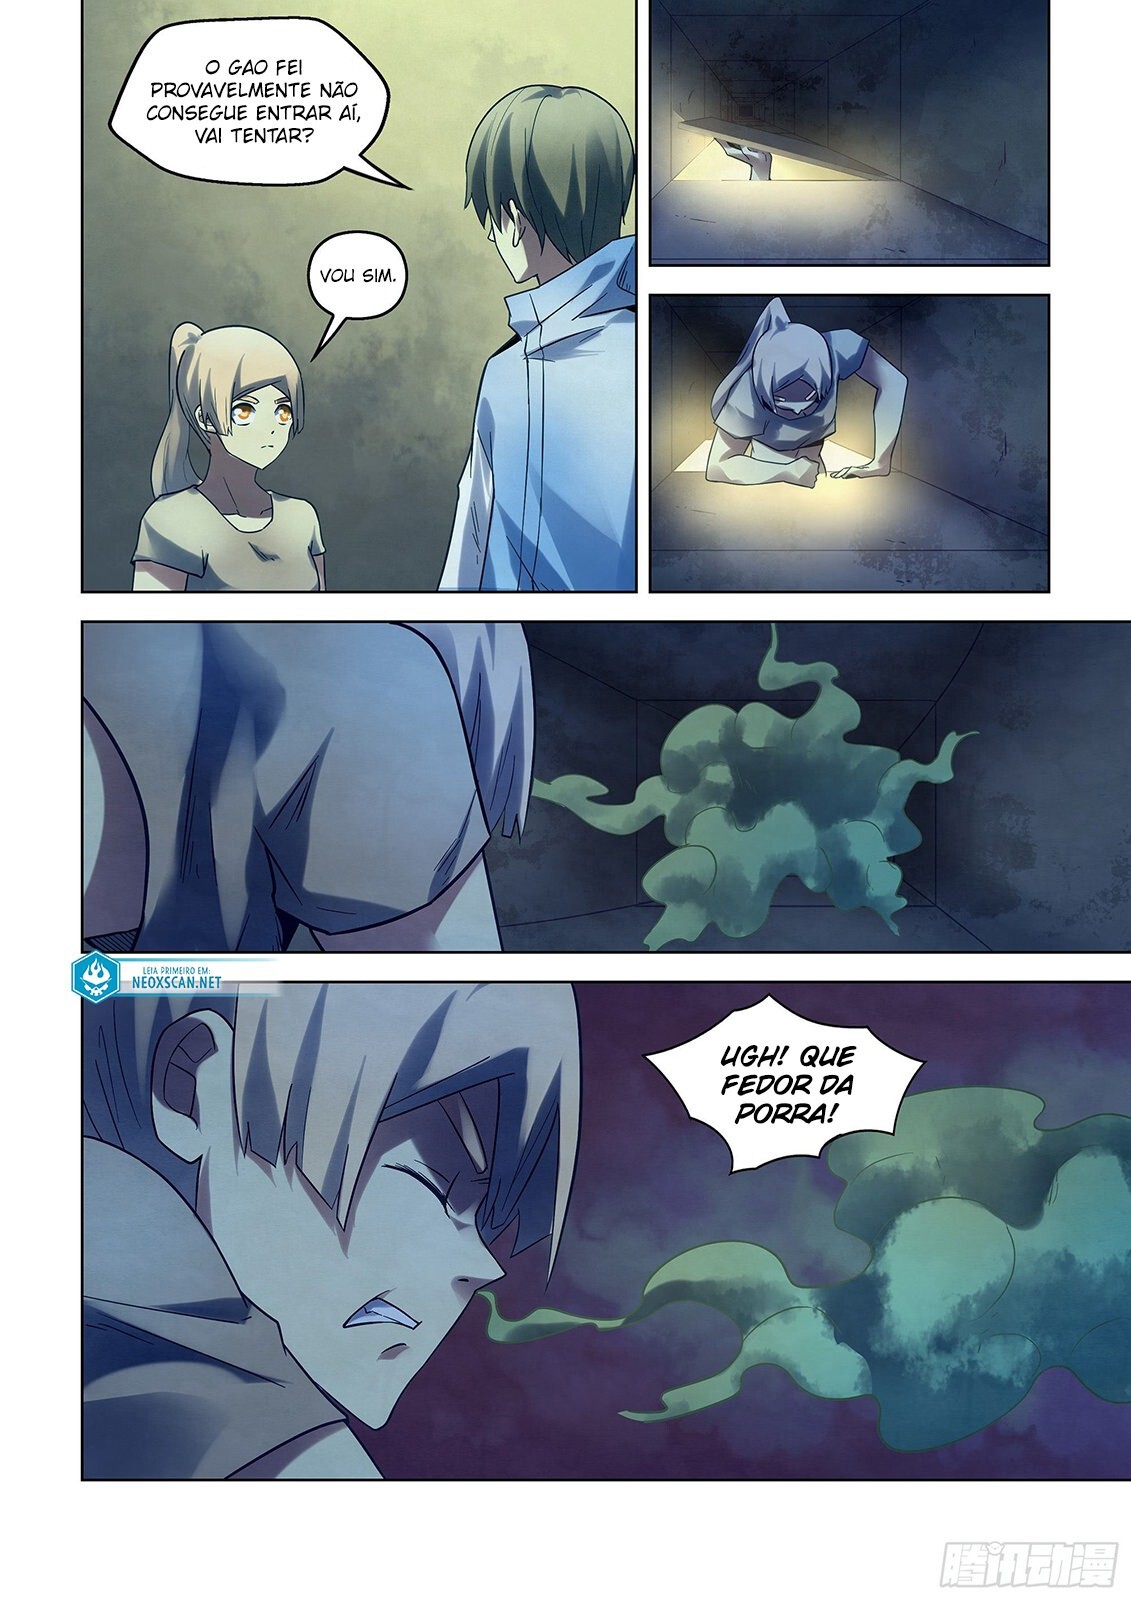 O GAO FEI
PROVAVELMENTE NÃO
CONSEGUE ENTRAR AÍ,
VAI TENTAR?
VOU SIM.
LEIA PRIMEIRO EM:
NEOXSCAN.NET
UGH! QUE
FEDOR DA
PORRA!
腾讯动漫